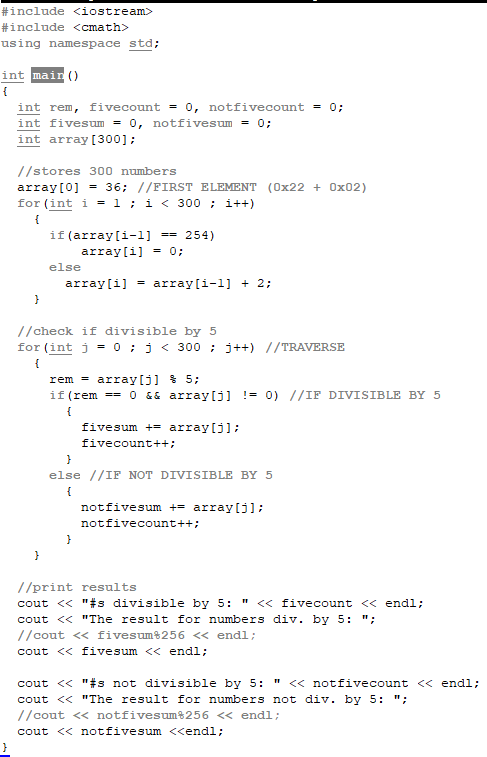 #include <iostream>
#include <cmath>
using namespace std;
int main()
{
int rem, fivecount = 0, notfivecount = 0;
int fivesum = 0, notfivesum = 0;
int array[300];
//stores 300 numbers
array[0] = 36; //FIRST ELEMENT (0x22 + 0x02)
for(int i = 1 ; i < 300 ; i++)
{
if(array[i-1] == 254)
array[i] = 0;
else
array[i] = array[i-1] + 2;
}
//check if divisible by 5
for(int j = 0 ; j < 300 ; j++) //TRAVERSE
{
rem = array[j] % 5;
if(rem == 0 && array[j] != 0) //IF DIVISIBLE BY 5
{
fivesum += array[j];
fivecount++;
}
else //IF NOT DIVISIBLE BY 5
{
notfivesum += array[j];
notfivecount++;
}
}
//print results
cout << "#s divisible by 5: " << fivecount << endl;
cout << "The result for numbers div. by 5: ";
//cout << fivesum%256 << endl;
cout << fivesum << endl;
cout << "#s not divisible by 5: " << notfivecount << endl;
cout << "The result for numbers not div. by 5: ";
//cout << notfivesum%256 << endl;
cout << notfivesum <<endl;
}